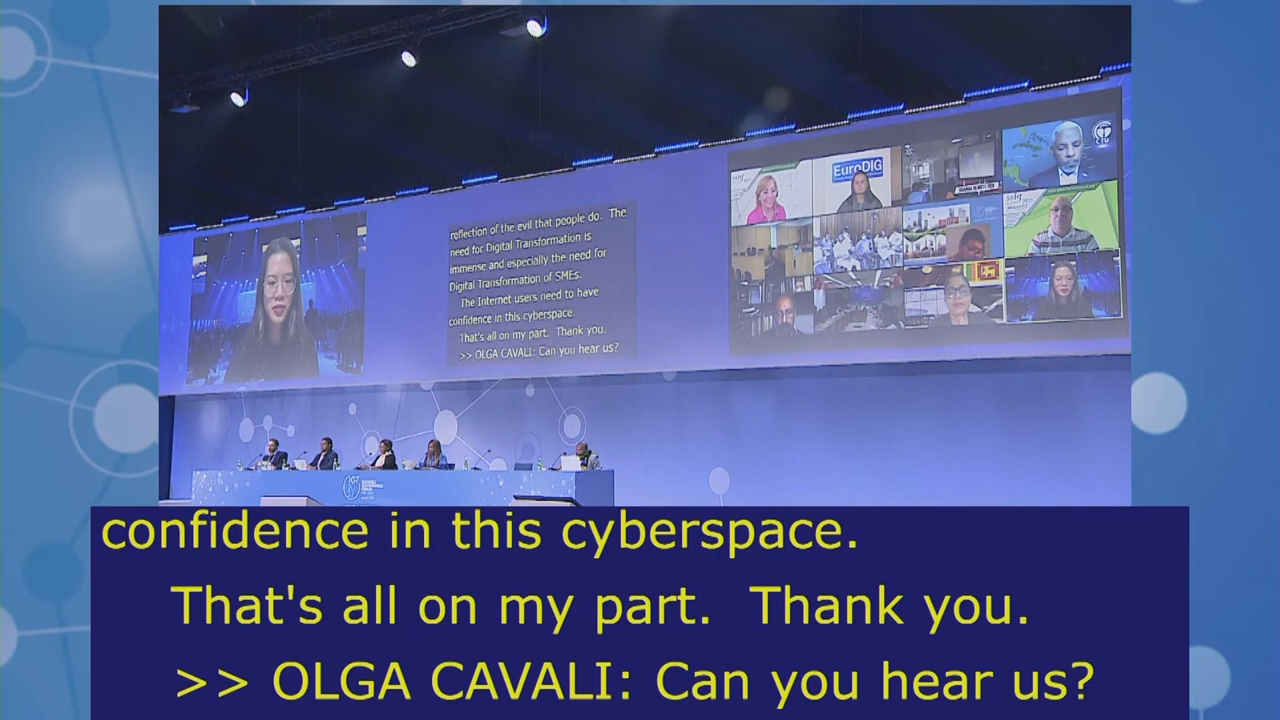 reflection of the evil that people do. The
need for Digital Transformation is
immense and especially the need for
Digital Transformation of SMEs.
The Internet users need to have
confidence in this cyberspace.
That's all on my part. Thank you.
>> OLGA CAVALI: Can you hear us?
EuroDIG
CTU
IGF
confidence in this cyberspace.
That's all on my part. Thank you.
>> OLGA CAVALI: Can you hear us?